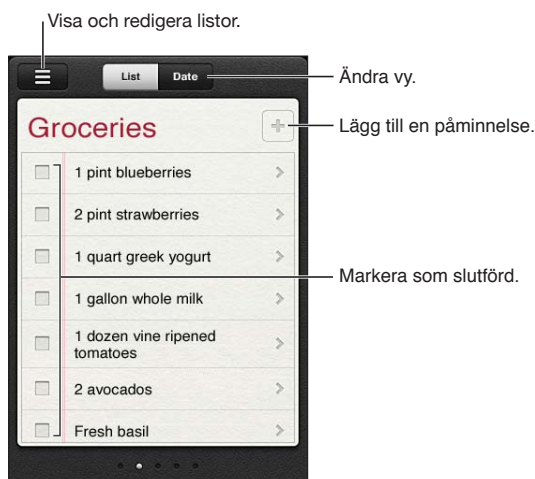 Visa och redigera listor.
List Date
Ändra vy.
Groceries
Lägg till en påminnelse.
1 pint blueberries
2 pint strawberries
1 quart greek yogurt
Markera som slutförd.
1 gallon whole milk
1 dozen vine ripened
tomatoes
2 avocados
Fresh basil